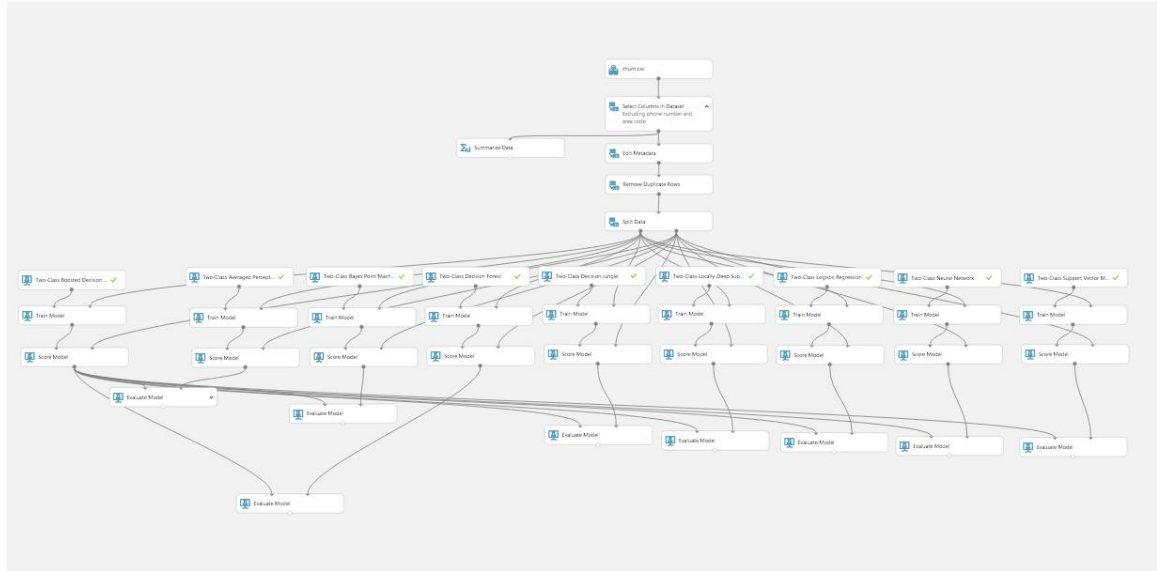 churn.csv
Select Columns in Dataset
Excluding phone number and
area code
Summarize Data
Edit Metadata
Remove Duplicate Rows
Split Data
Two-Class Boosted Decision ...
Two-Class Averaged Percept...
Two-Class Bayes Point Mach...
Two-Class Decision Forest
Two-Class Decision Jungle
Two-Class Locally-Deep Sup...
Two-Class Logistic Regression
Two-Class Neural Network
Two-Class Support Vector M...
Train Model
Train Model
Train Model
Train Model
Train Model
Train Model
Train Model
Train Model
Train Model
Score Model
Score Model
Score Model
Score Model
Score Model
Score Model
Score Model
Score Model
Score Model
Evaluate Model
Evaluate Model
Evaluate Model
Evaluate Model
Evaluate Model
Evaluate Model
Evaluate Model
Evaluate Model